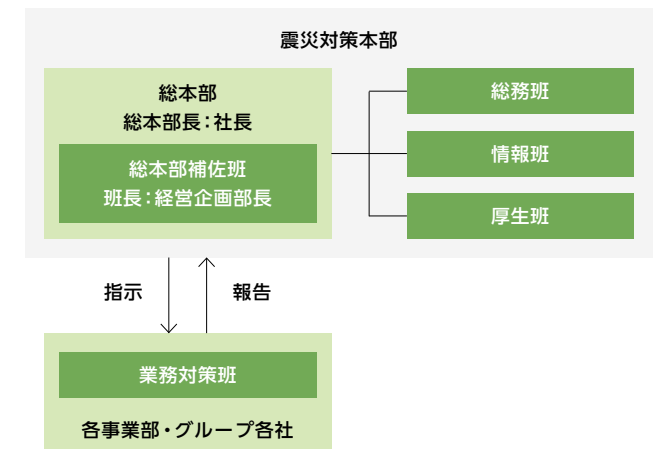 震災対策本部
総本部
総本部長：社長
総本部補佐班
班長：経営企画部長
総務班
情報班
厚生班
指示
報告
業務対策班
各事業部・グループ各社